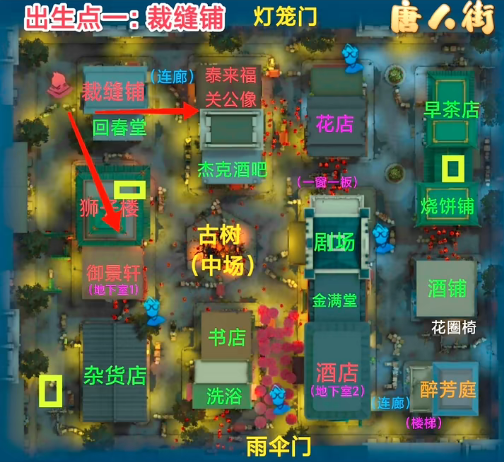 出生点一：裁缝铺
灯笼门
唐人街
裁缝铺
（连廊）
泰来福
关公像
回春堂
花店
早茶店
杰克酒吧
（一窗一板）
狮子楼
烧饼铺
古树
（中场）
剧场
御景轩
（地下室1）
酒铺
金满堂
花圈椅
书店
杂货店
洗浴
酒店
（地下室2）
连廊）
醉芳庭
（楼梯）
雨伞门